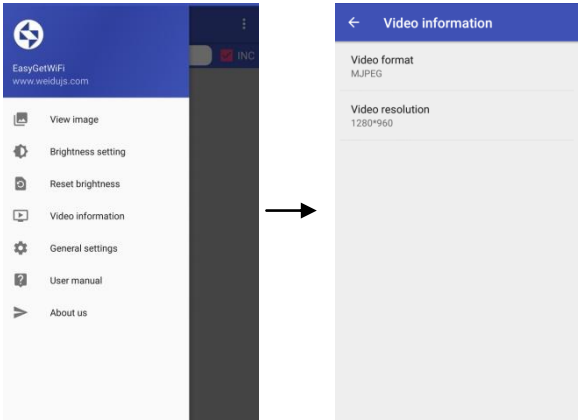 EasyGetWiFi
www.weidujs.com
INC
View image
Brightness setting
Reset brightness
Video information
General settings
User manual
About us
Video information
Video format
MJPEG
Video resolution
1280*960